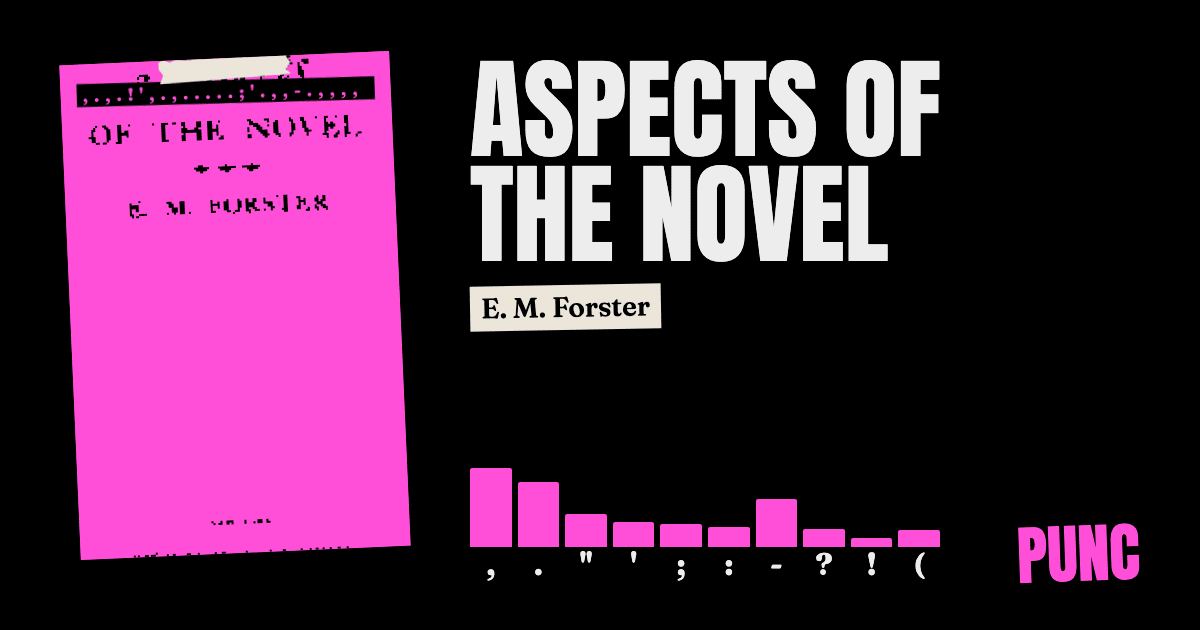 ,.,.!',.,.....;'.,,-.,,,,
OF THE NOVEL
E. M. FORSTER
ASPECTS OF
THE NOVEL
E. M. Forster
, . " ' ; : - ? ! (
PUNC